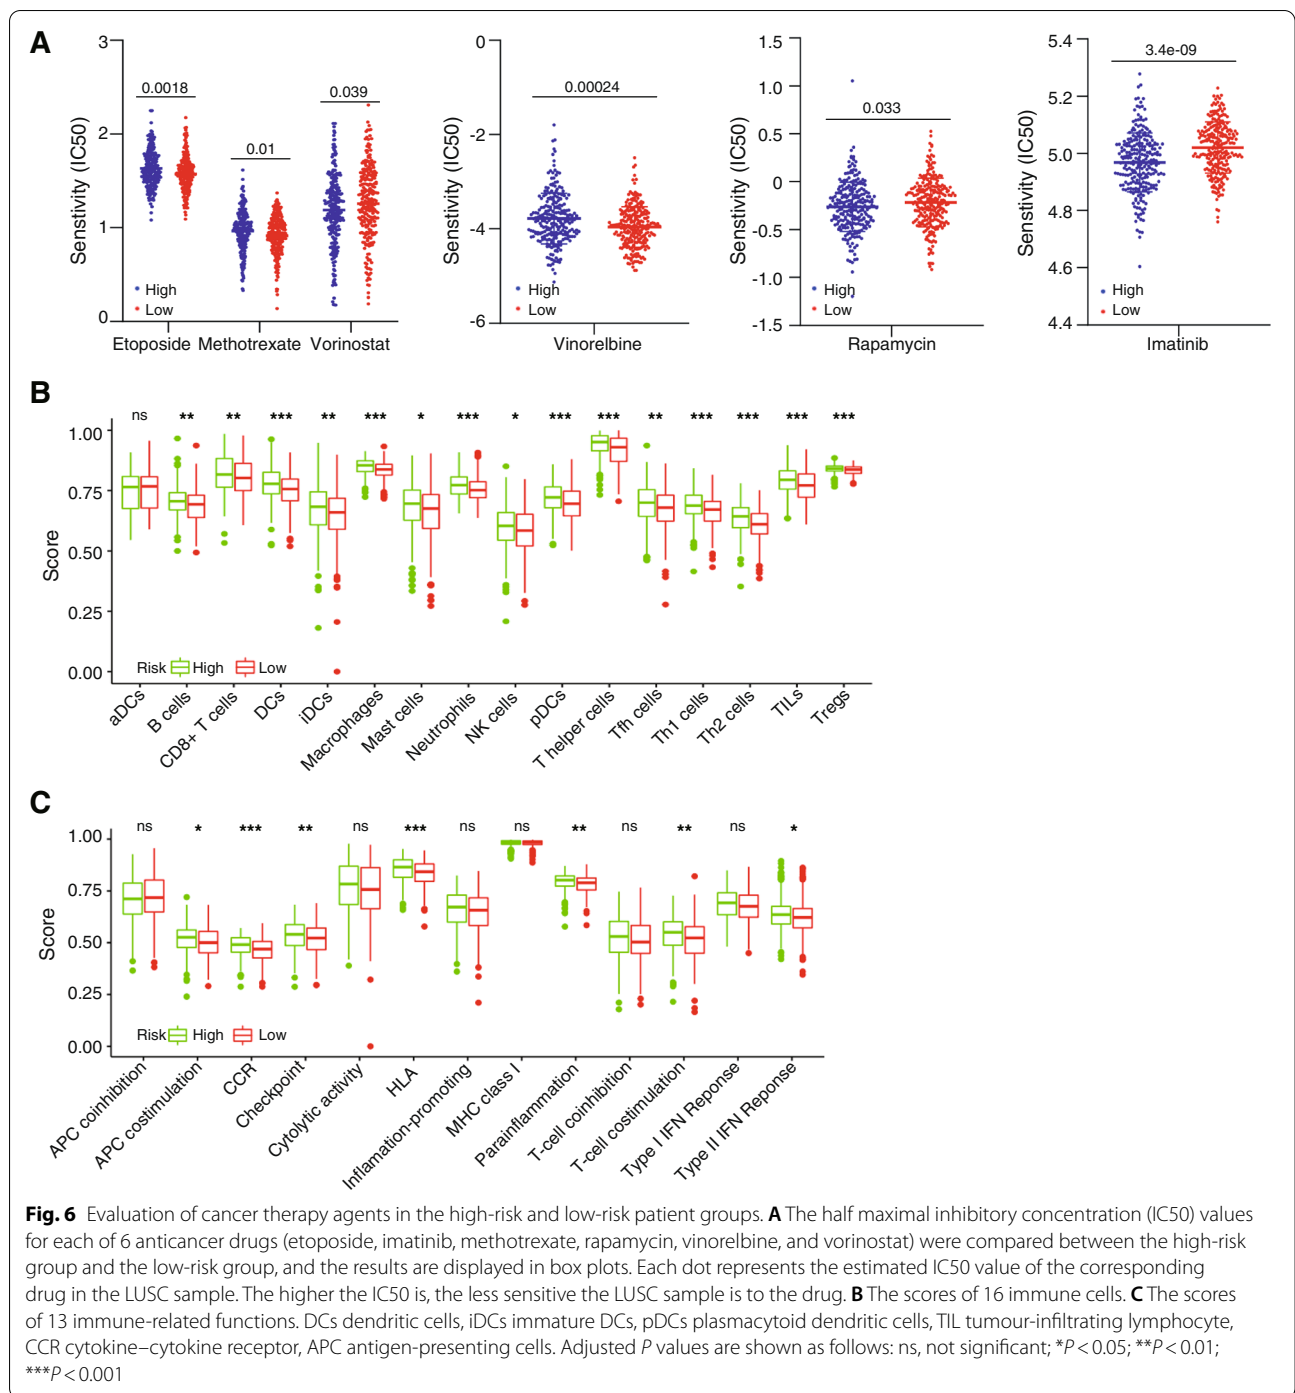 A
3
2
1
0
Senstivity (IC50)
0.0018
0.01
0.039
High
Low
Etoposide Methotrexate Vorinostat
0
-2
-4
-6
Senstivity (IC50)
0.00024
High
Low
Vinorelbine
1.5
1.0
0.5
0
-0.5
-1.0
-1.5
Senstivity (IC50)
0.033
High
Low
Rapamycin
5.4
5.2
5.0
4.8
4.6
4.4
Senstivity (IC50)
3.4e-09
High
Low
Imatinib
B
ns ** ** *** ** *** * *** * *** *** ** *** *** *** ***
1.00
0.75
0.50
0.25
0.00
Score
Risk High Low
aDCs
B cells
CD8+ T cells
DCs
iDCs
Macrophages
Mast cells
Neutrophils
NK cells
pDCs
T helper cells
Tfh cells
Th1 cells
Th2 cells
TILs
Tregs
C
ns * *** ** ns *** ns ns ** ns ** ns *
1.00
0.75
0.50
0.25
0.00
Score
Risk High Low
APC coinhibition
APC costimulation
CCR
Checkpoint
Cytolytic activity
HLA
Inflamation-promoting
MHC class I
Parainflammation
T-cell coinhibition
T-cell costimulation
Type I IFN Reponse
Type II IFN Reponse
Fig. 6 Evaluation of cancer therapy agents in the high-risk and low-risk patient groups. A The half maximal inhibitory concentration (IC50) values
for each of 6 anticancer drugs (etoposide, imatinib, methotrexate, rapamycin, vinorelbine, and vorinostat) were compared between the high-risk
group and the low-risk group, and the results are displayed in box plots. Each dot represents the estimated IC50 value of the corresponding
drug in the LUSC sample. The higher the IC50 is, the less sensitive the LUSC sample is to the drug. B The scores of 16 immune cells. C The scores
of 13 immune-related functions. DCs dendritic cells, iDCs immature DCs, pDCs plasmacytoid dendritic cells, TIL tumour-infiltrating lymphocyte,
CCR cytokine–cytokine receptor, APC antigen-presenting cells. Adjusted P values are shown as follows: ns, not significant; *P < 0.05; **P < 0.01;
***P < 0.001